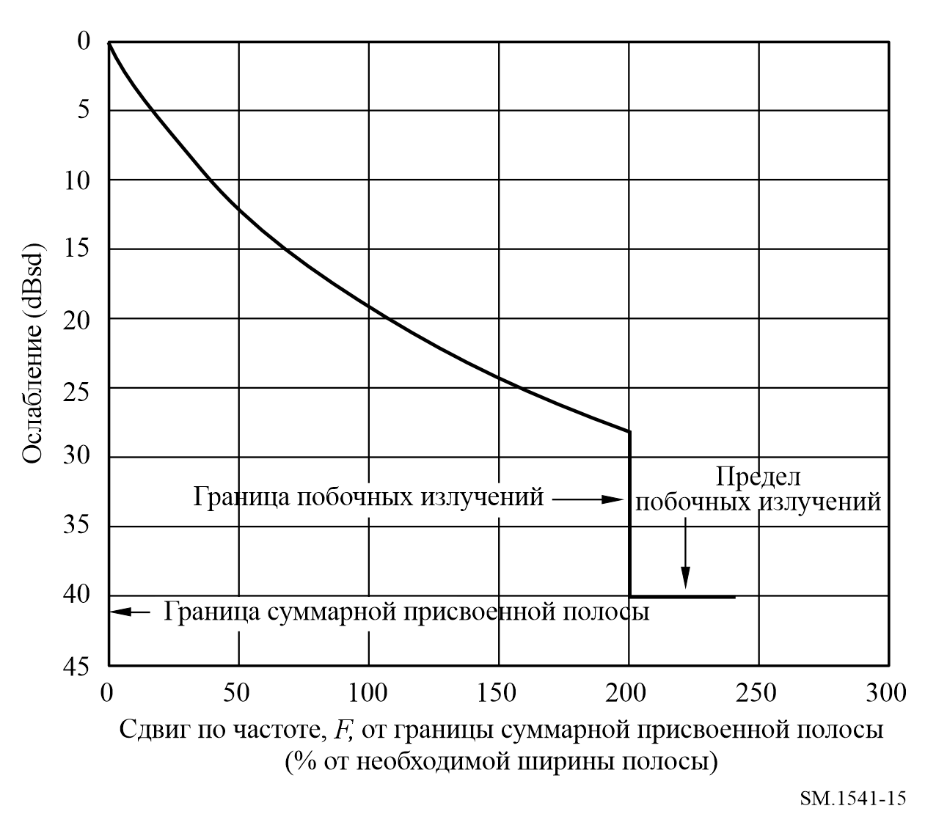 0
5
10
15
20
25
30
35
40
45
Ослабление (dBsd)
Граница побочных излучений
Предел
побочных излучений
Граница суммарной присвоенной полосы
0 50 100 150 200 250 300
Сдвиг по частоте, F, от границы суммарной присвоенной полосы
(% от необходимой ширины полосы)
SM.1541-15